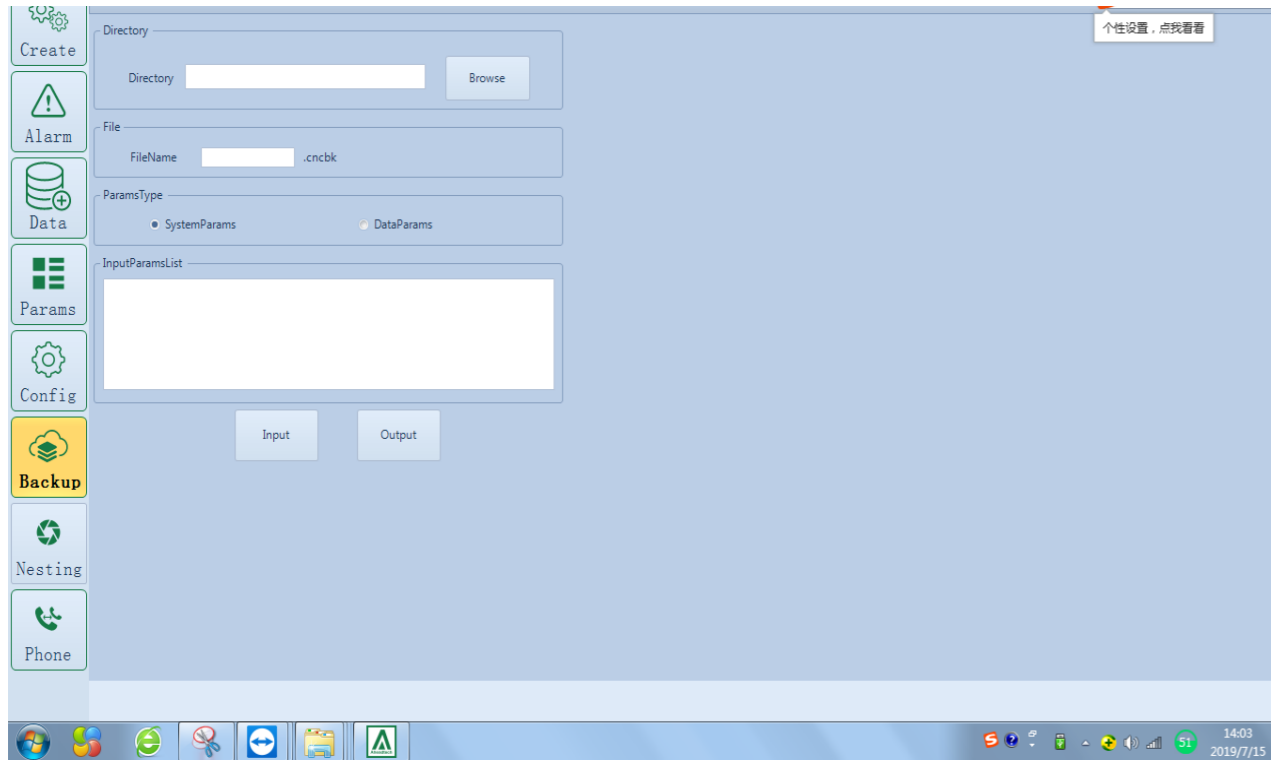 Create
Alarm
Data
Params
Config
Backup
Nesting
Phone
Directory
Directory
Browse
File
FileName
.cncbk
ParamsType
SystemParams
DataParams
InputParamsList
Input
Output
个性设置，点我看看
51
14:03
2019/7/15